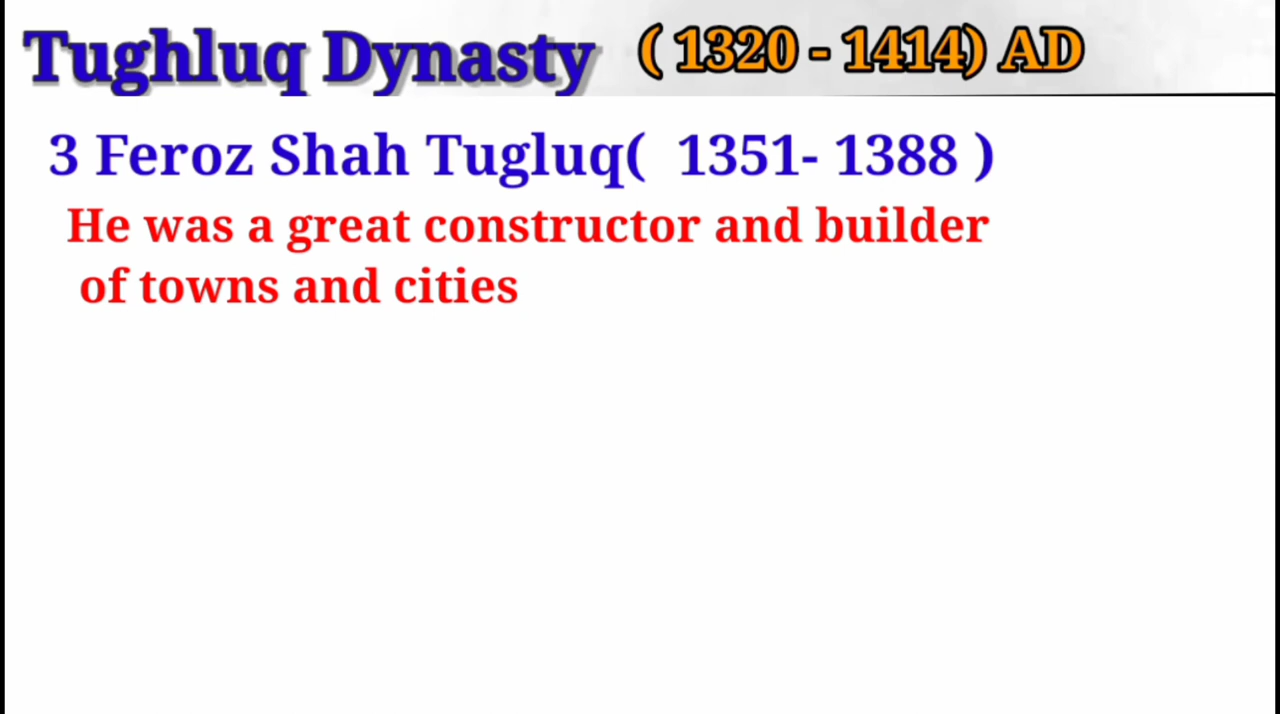 Tughluq Dynasty ( 1320 - 1414) AD
3 Feroz Shah Tugluq( 1351- 1388 )
He was a great constructor and builder
of towns and cities